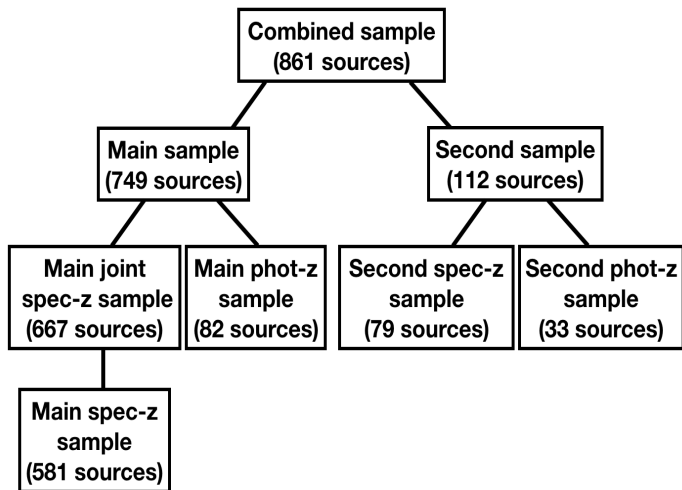 Combined sample
(861 sources)
Main sample
(749 sources)
Second sample
(112 sources)
Main joint
spec-z sample
(667 sources)
Main phot-z
sample
(82 sources)
Second spec-z
sample
(79 sources)
Second phot-z
sample
(33 sources)
Main spec-z
sample
(581 sources)